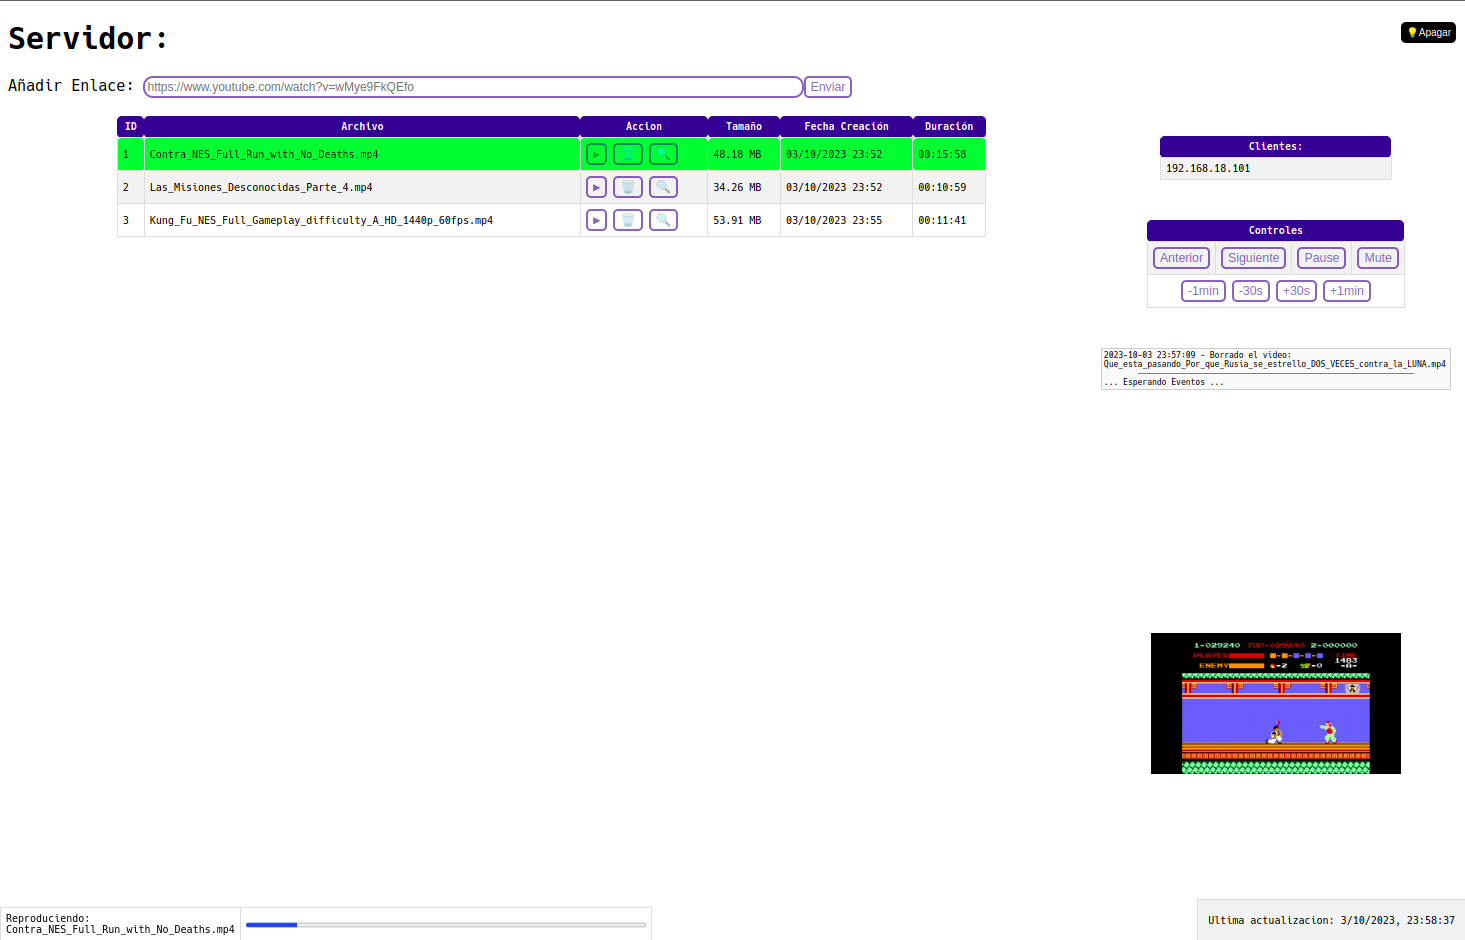 Servidor:
💡Apagar
Añadir Enlace: https://www.youtube.com/watch?v=wMye9FkQEfo Enviar
ID Archivo Accion Tamaño Fecha Creación Duración
1 Contra_NES_Full_Run_with_No_Deaths.mp4 48.18 MB 03/10/2023 23:52 00:15:58
2 Las_Misiones_Desconocidas_Parte_4.mp4 34.26 MB 03/10/2023 23:52 00:10:59
3 Kung_Fu_NES_Full_Gameplay_difficulty_A_HD_1440p_60fps.mp4 53.91 MB 03/10/2023 23:55 00:11:41
Clientes:
192.168.18.101
Controles
Anterior Siguiente Pause Mute
-1min -30s +30s +1min
2023-10-03 23:57:09 - Borrado el video:
Que_esta_pasando_Por_que_Rusia_se_estrello_DOS_VECES_contra_la_LUNA.mp4
... Esperando Eventos ...
1-029240 TOP-029240 2-000000
PLAYER TIME
1483
ENEMY -2 -0 -A-
Reproduciendo:
Contra_NES_Full_Run_with_No_Deaths.mp4
Ultima actualizacion: 3/10/2023, 23:58:37